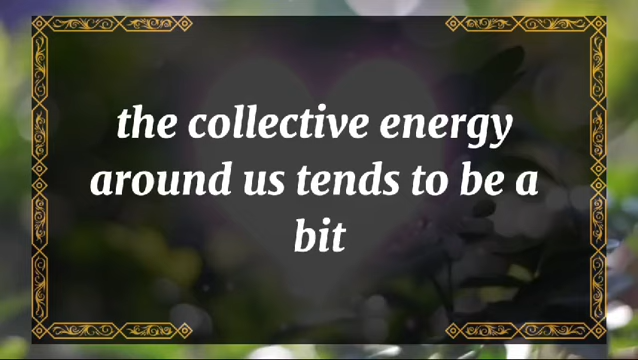 the collective energy
around us tends to be a
bit